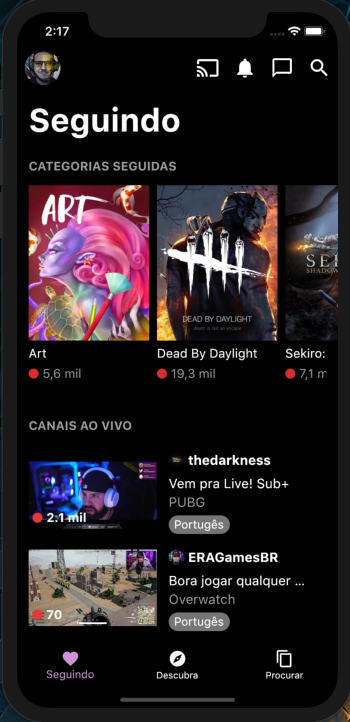 2:17
Seguindo
CATEGORIAS SEGUIDAS
ART
DEAD BY DAYLIGHT
death is not an escape
SE
SHADOW
Art
Dead By Daylight
Sekiro:
5,6 mil
19,3 mil
7,1 m
CANAIS AO VIVO
thedarkness
Vem pra Live! Sub+
PUBG
2:1 mil
Portugês
ERAGamesBR
Bora jogar qualquer ...
Overwatch
70
Portugês
Seguindo
Descubra
Procurar